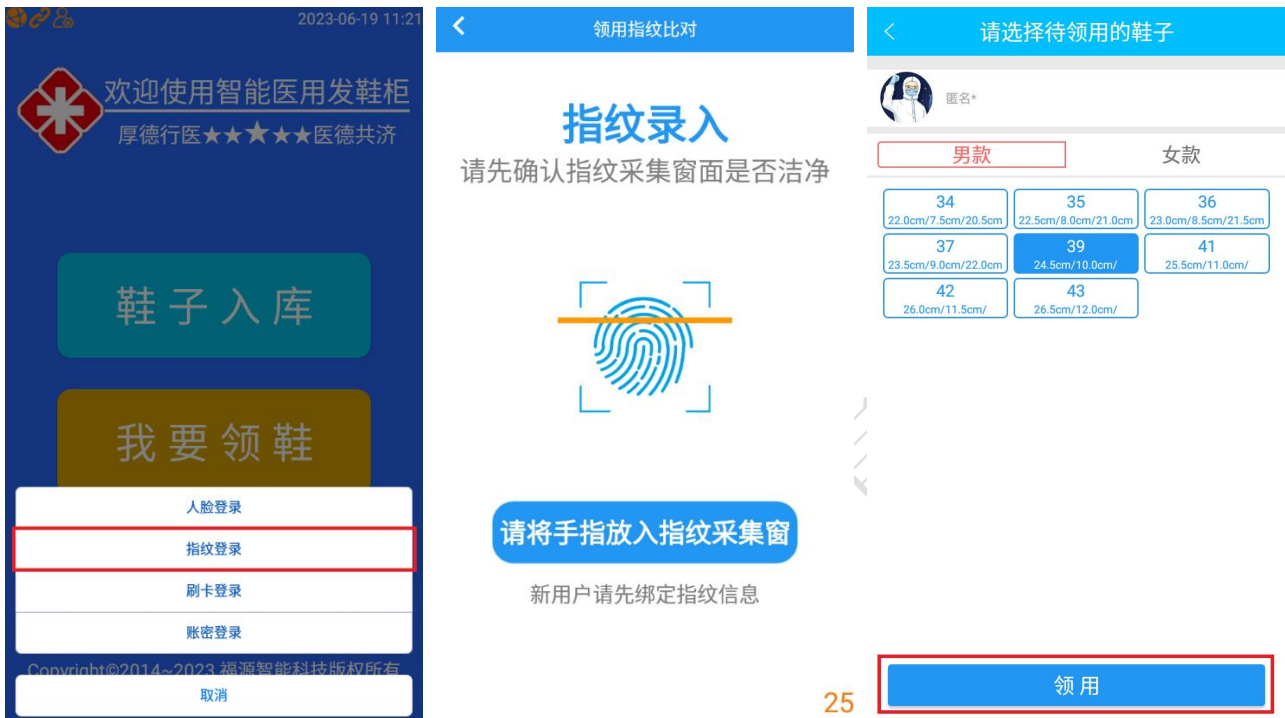 2023-06-19 11:21
欢迎使用智能医用发鞋柜
厚德行医★★★★★医德共济
鞋子入库
我要领鞋
人脸登录
指纹登录
刷卡登录
账密登录
Copyright©2014~2023 福源智能科技版权所有
取消
领用指纹比对
指纹录入
请先确认指纹采集窗面是否洁净
请将手指放入指纹采集窗
新用户请先绑定指纹信息
25
请选择待领用的鞋子
匿名*
男款 女款
34 35 36
22.0cm/7.5cm/20.5cm 22.5cm/8.0cm/21.0cm 23.0cm/8.5cm/21.5cm
37 39 41
23.5cm/9.0cm/22.0cm 24.5cm/10.0cm/ 25.5cm/11.0cm/
42 43
26.0cm/11.5cm/ 26.5cm/12.0cm/
领用